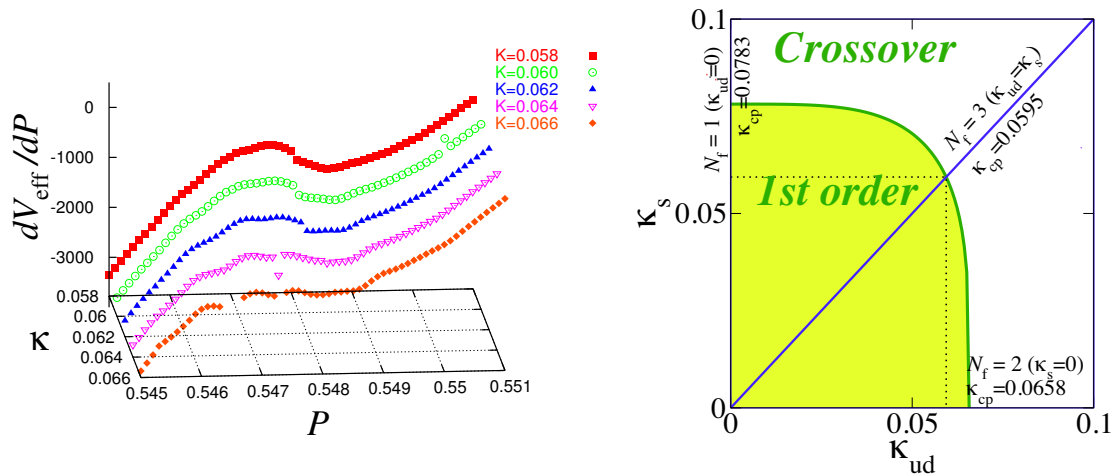 K=0.058
K=0.060
K=0.062
K=0.064
K=0.066
dV_eff/dP
0
-1000
-2000
-3000
0.058
0.06
0.062
0.064
0.066
κ
0.545
0.546
0.547
0.548
0.549
0.55
0.551
P
0.1
Crossover
N_f = 1 (κ_ud=0)
κ_cp=0.0783
N_f = 3 (κ_ud=κ_s)
κ_cp=0.0595
1st order
κ_s
0.05
N_f = 2 (κ_s=0)
κ_cp=0.0658
0
0
0.05
0.1
κ_ud